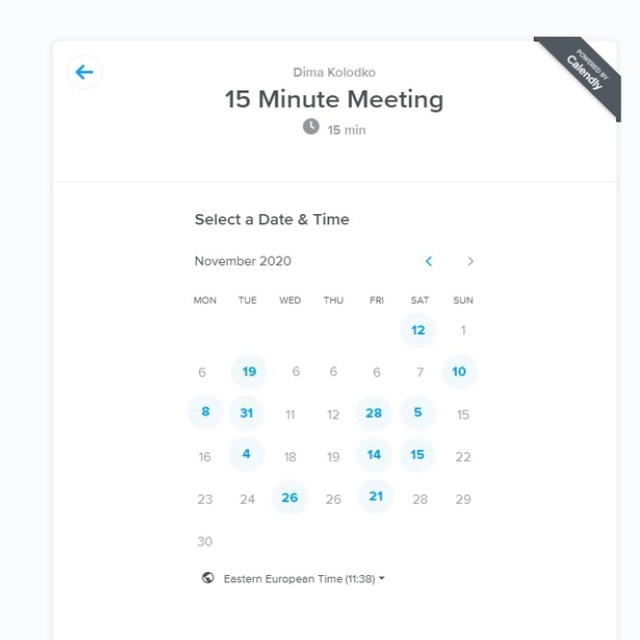 POWERED BY
Calendly
Dima Kolodko
15 Minute Meeting
15 min
Select a Date & Time
November 2020
MON TUE WED THU FRI SAT SUN
12 1
6 19 6 6 6 7 10
8 31 11 12 28 5 15
16 4 18 19 14 15 22
23 24 26 26 21 28 29
30
Eastern European Time (11:38)